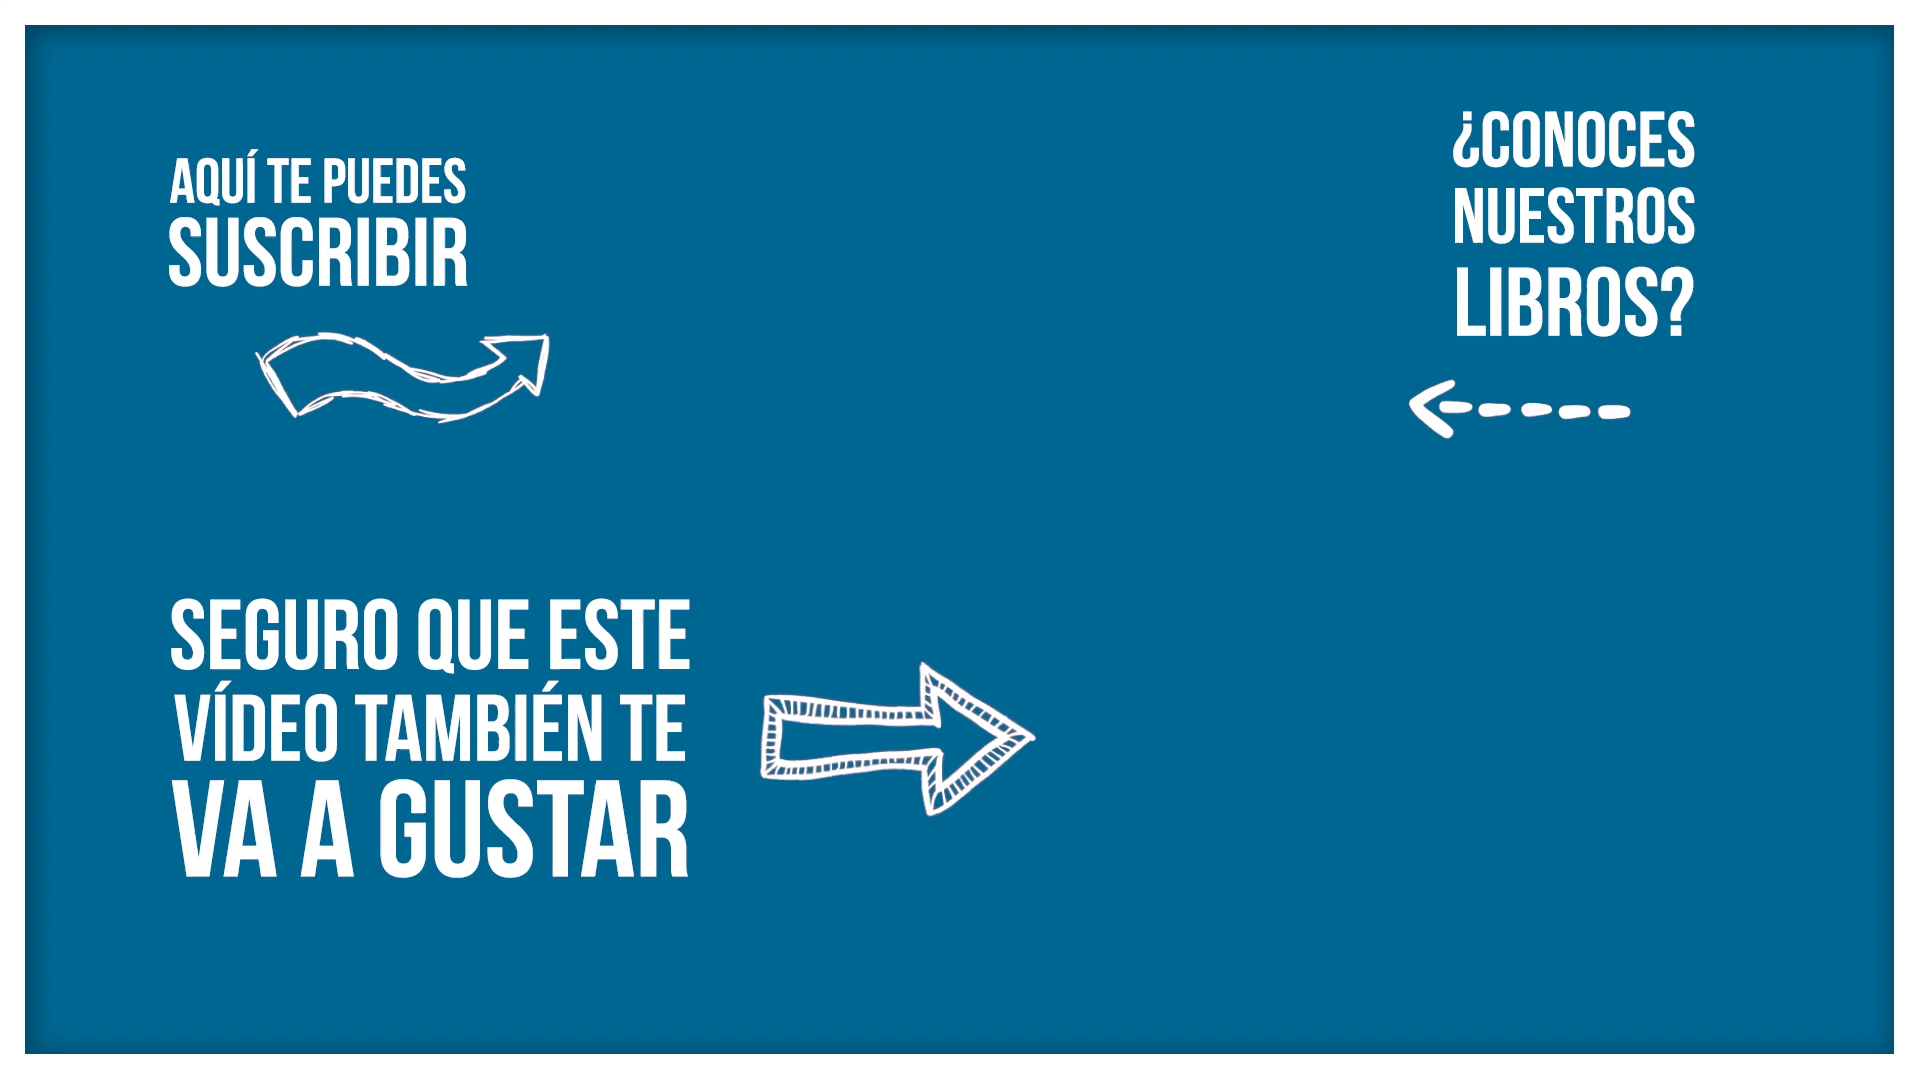 AQUÍ TE PUEDES
SUSCRIBIR
¿CONOCES
NUESTROS
LIBROS?
SEGURO QUE ESTE
VÍDEO TAMBIÉN TE
VA A GUSTAR